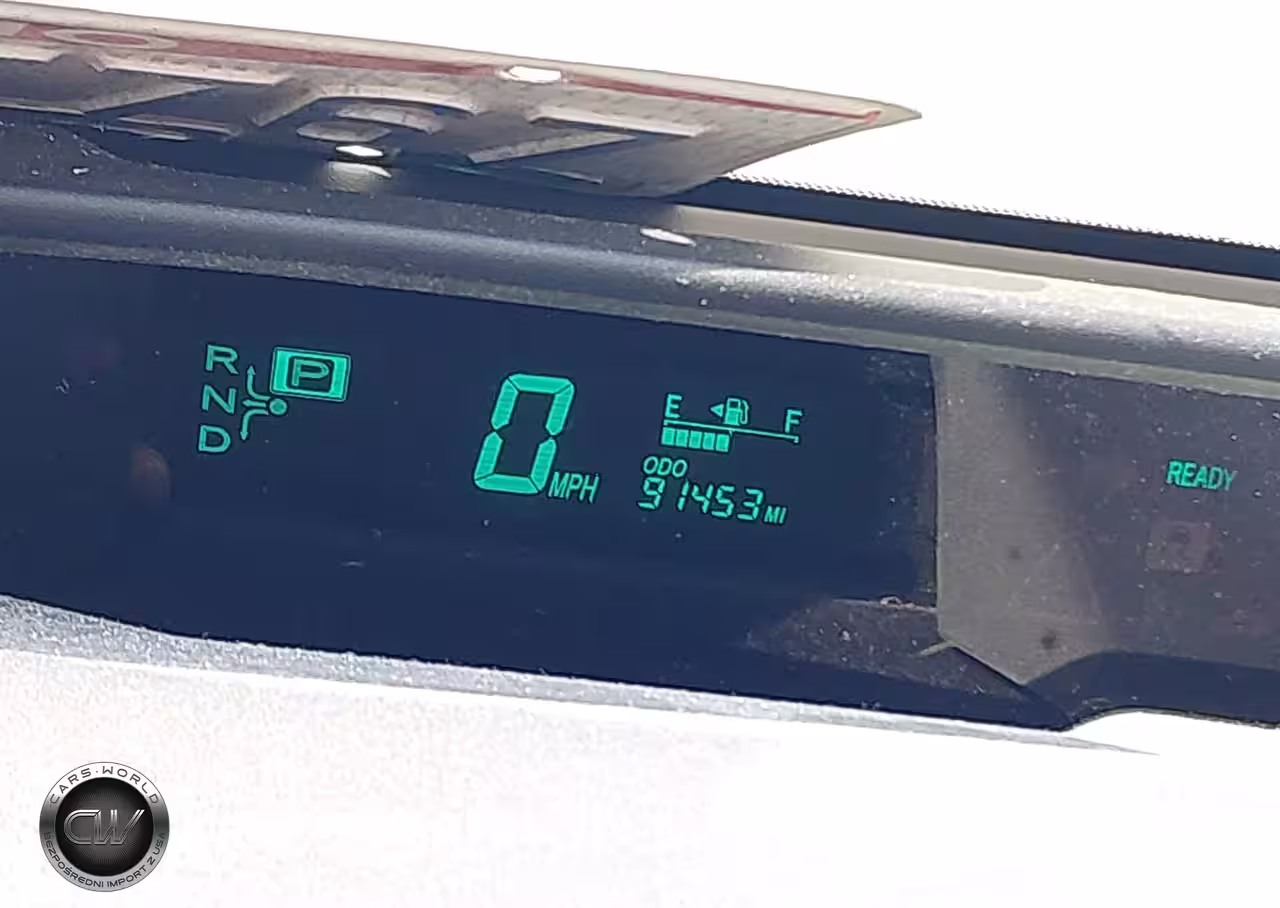 R P
N
D
0 MPH
E F
ODO
91453 MI
READY
CARS·WORLD
CW
BEZPOŚREDNI IMPORT Z USA